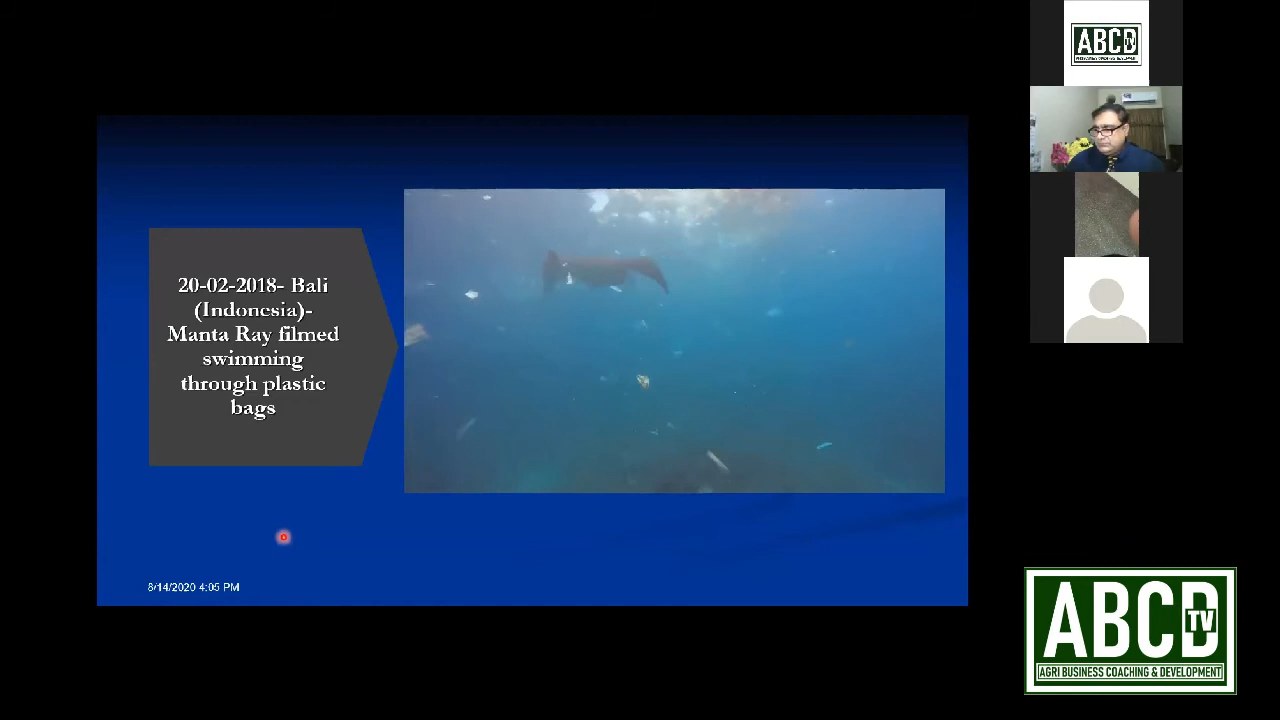 ABCD
TV
20-02-2018- Bali
(Indonesia)-
Manta Ray filmed
swimming
through plastic
bags
8/14/2020 4:05 PM
ABCD
TV
AGRI BUSINESS COACHING & DEVELOPMENT